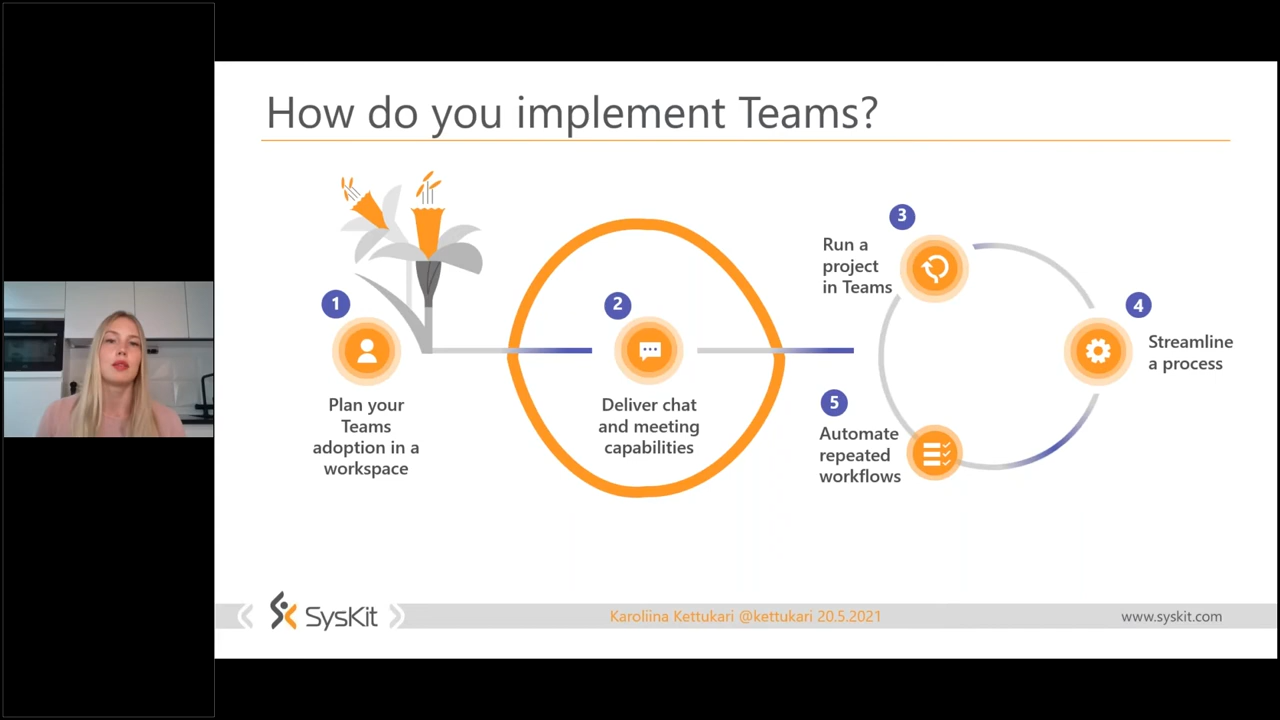 How do you implement Teams?
1
Plan your
Teams
adoption in a
workspace
2
Deliver chat
and meeting
capabilities
3
Run a
project
in Teams
4
Streamline
a process
5
Automate
repeated
workflows
SysKit
Karoliina Kettukari @kettukari 20.5.2021
www.syskit.com